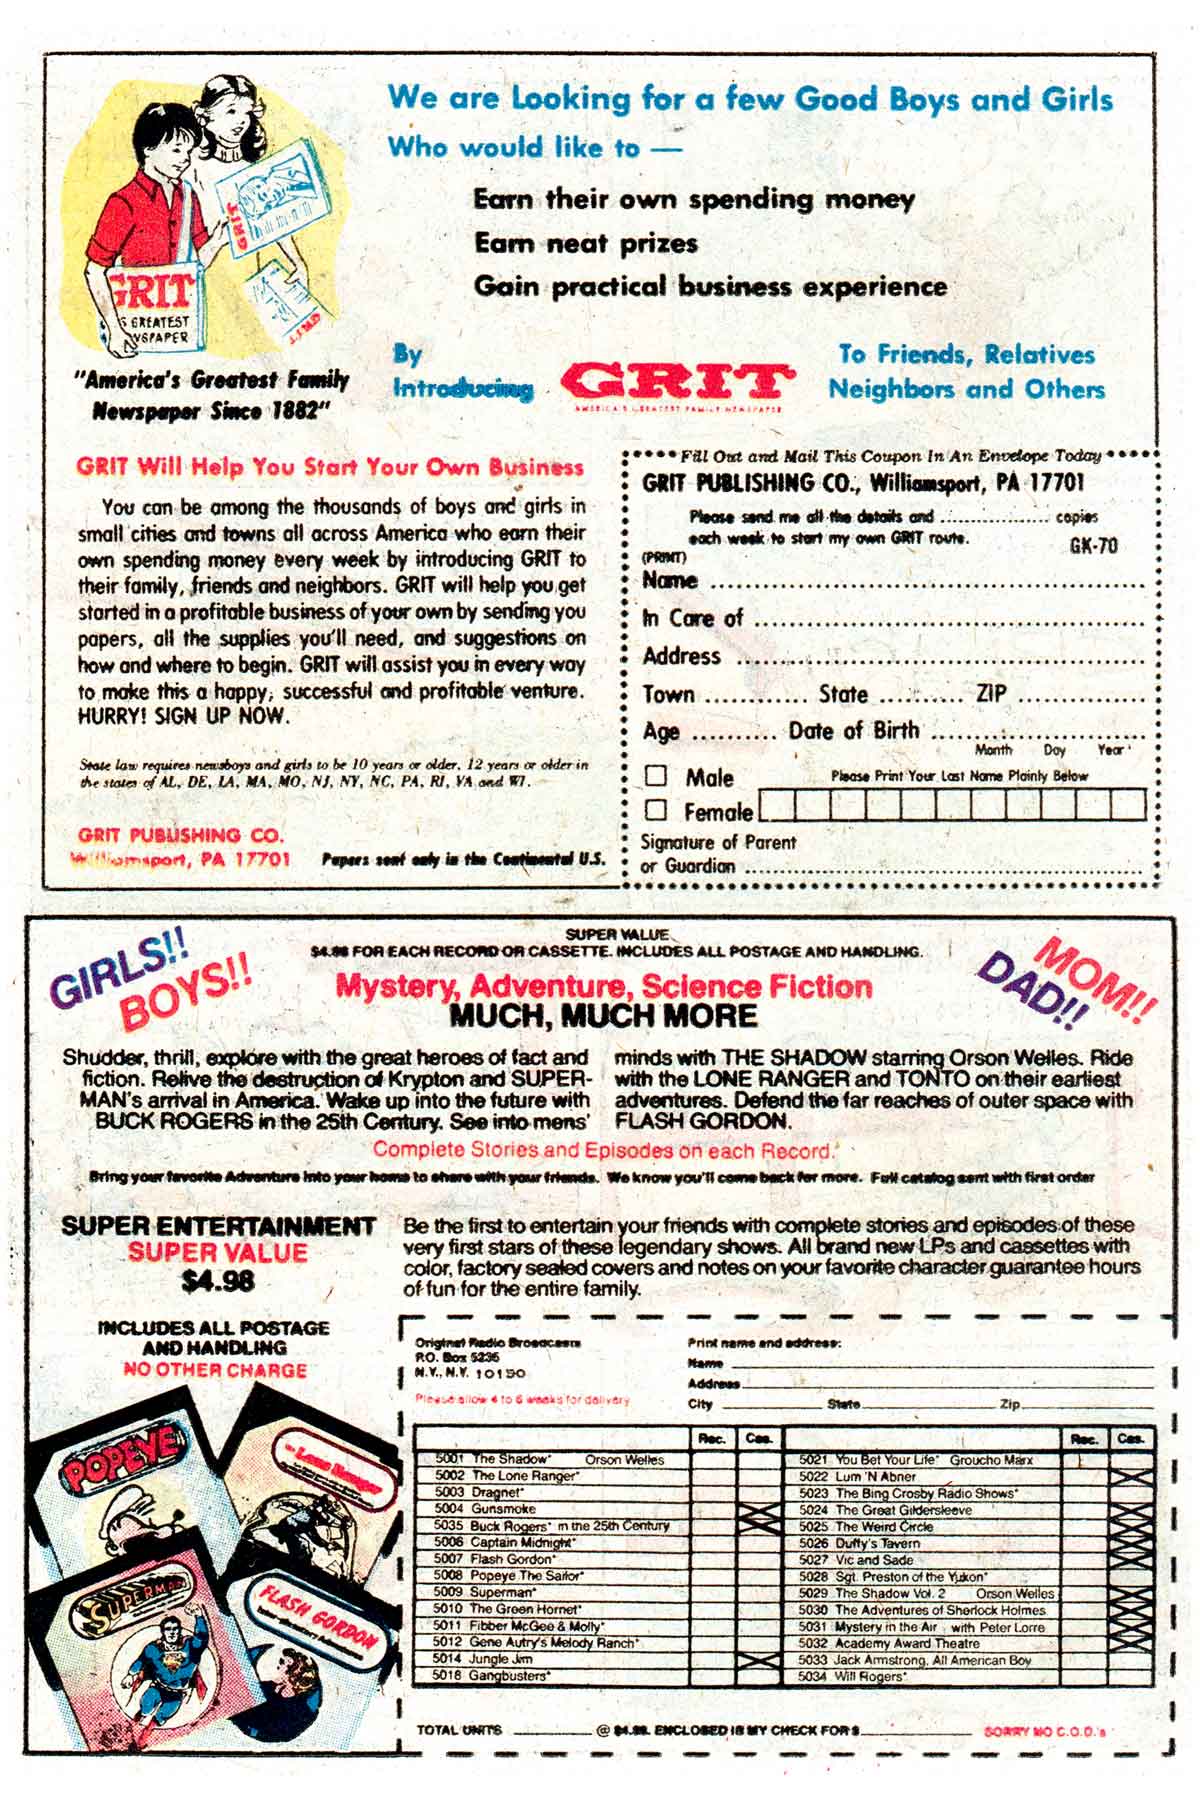 We are Looking for a few Good Boys and Girls
Who would like to —
Earn their own spending money
Earn neat prizes
Gain practical business experience
GRIT
GRIT
"America's Greatest Family
Newspaper Since 1882"
By
Introducing
GRIT
AMERICA'S GREATEST FAMILY NEWSPAPER
To Friends, Relatives
Neighbors and Others
GRIT Will Help You Start Your Own Business
You can be among the thousands of boys and girls in
small cities and towns all across America who earn their
own spending money every week by introducing GRIT to
their family, friends and neighbors. GRIT will help you get
started in a profitable business of your own by sending you
papers, all the supplies you'll need, and suggestions on
how and where to begin. GRIT will assist you in every way
to make this a happy, successful and profitable venture.
HURRY! SIGN UP NOW.
State law requires newsboys and girls to be 10 years or older, 12 years or older in
the states of AL, DE, LA, MA, MO, NJ, NY, NC, PA, RI, VA and WI.
GRIT PUBLISHING CO.
Williamsport, PA 17701
Papers sent only in the Continental U.S.
Fill Out and Mail This Coupon In An Envelope Today
GRIT PUBLISHING CO., Williamsport, PA 17701
Please send me all the details and .................. copies
each week to start my own GRIT route.
GK-70
(PRINT)
Name
In Care of
Address
Town .......... State .......... ZIP
Age .......... Date of Birth
Month Day Year
Male
Please Print Your Last Name Plainly Below
Female
Signature of Parent
or Guardian
GIRLS!!
BOYS!!
SUPER VALUE
$4.98 FOR EACH RECORD OR CASSETTE. INCLUDES ALL POSTAGE AND HANDLING.
Mystery, Adventure, Science Fiction
MUCH, MUCH MORE
MOM!!
DAD!!
Shudder, thrill, explore with the great heroes of fact and
fiction. Relive the destruction of Krypton and SUPER-
MAN's arrival in America. Wake up into the future with
BUCK ROGERS in the 25th Century. See into mens'
minds with THE SHADOW starring Orson Welles. Ride
with the LONE RANGER and TONTO on their earliest
adventures. Defend the far reaches of outer space with
FLASH GORDON.
Complete Stories and Episodes on each Record.
Bring your favorite Adventure into your home to share with your friends. We know you'll come back for more. Full catalog sent with first order
SUPER ENTERTAINMENT
SUPER VALUE
$4.98
INCLUDES ALL POSTAGE
AND HANDLING
NO OTHER CHARGE
Be the first to entertain your friends with complete stories and episodes of these
very first stars of these legendary shows. All brand new LPs and cassettes with
color, factory sealed covers and notes on your favorite character guarantee hours
of fun for the entire family.
POPEYE
The Lone Ranger
SUPERMAN
FLASH GORDON
Original Radio Broadcasts
P.O. Box 5235
N.Y., N.Y. 10150
Please allow 4 to 6 weeks for delivery
Print name and address:
Name
Address
City State Zip
Rec. Cas.
5001 The Shadow* Orson Welles
5002 The Lone Ranger*
5003 Dragnet*
5004 Gunsmoke
5035 Buck Rogers* in the 25th Century
5006 Captain Midnight*
5007 Flash Gordon*
5008 Popeye The Sailor*
5009 Superman*
5010 The Green Hornet*
5011 Fibber McGee & Molly*
5012 Gene Autry's Melody Ranch*
5014 Jungle Jim
5018 Gangbusters*
Rec. Cas.
5021 You Bet Your Life* Groucho Marx
5022 Lum 'N Abner
5023 The Bing Crosby Radio Shows*
5024 The Great Gildersleeve
5025 The Weird Circle
5026 Duffy's Tavern
5027 Vic and Sade
5028 Sgt. Preston of the Yukon*
5029 The Shadow Vol. 2 Orson Welles
5030 The Adventures of Sherlock Holmes
5031 Mystery in the Air with Peter Lorre
5032 Academy Award Theatre
5033 Jack Armstrong, All American Boy
5034 Will Rogers*
TOTAL UNITS ________ @ $4.98. ENCLOSED IS MY CHECK FOR $________
SORRY NO C.O.D.'s